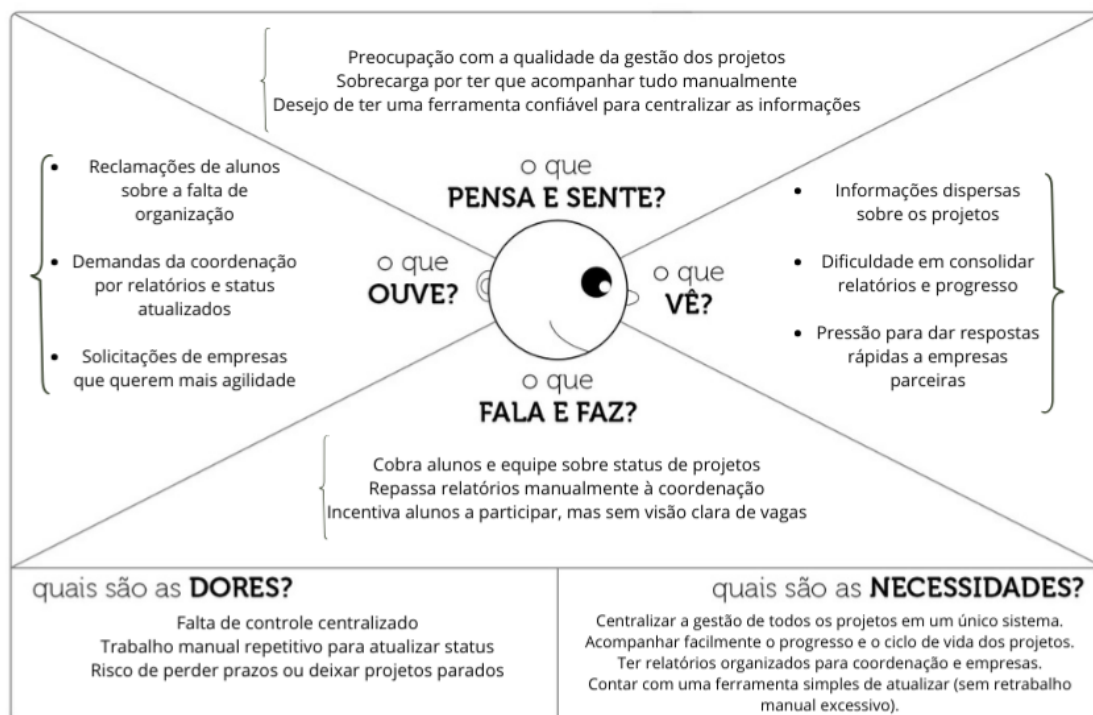 Preocupação com a qualidade da gestão dos projetos
Sobrecarga por ter que acompanhar tudo manualmente
Desejo de ter uma ferramenta confiável para centralizar as informações
o que
PENSA E SENTE?
• Reclamações de alunos
sobre a falta de
organização
• Demandas da coordenação
por relatórios e status
atualizados
• Solicitações de empresas
que querem mais agilidade
o que
OUVE?
o que
VÊ?
• Informações dispersas
sobre os projetos
• Dificuldade em consolidar
relatórios e progresso
• Pressão para dar respostas
rápidas a empresas
parceiras
o que
FALA E FAZ?
Cobra alunos e equipe sobre status de projetos
Repassa relatórios manualmente à coordenação
Incentiva alunos a participar, mas sem visão clara de vagas
quais são as DORES?
Falta de controle centralizado
Trabalho manual repetitivo para atualizar status
Risco de perder prazos ou deixar projetos parados
quais são as NECESSIDADES?
Centralizar a gestão de todos os projetos em um único sistema.
Acompanhar facilmente o progresso e o ciclo de vida dos projetos.
Ter relatórios organizados para coordenação e empresas.
Contar com uma ferramenta simples de atualizar (sem retrabalho
manual excessivo).